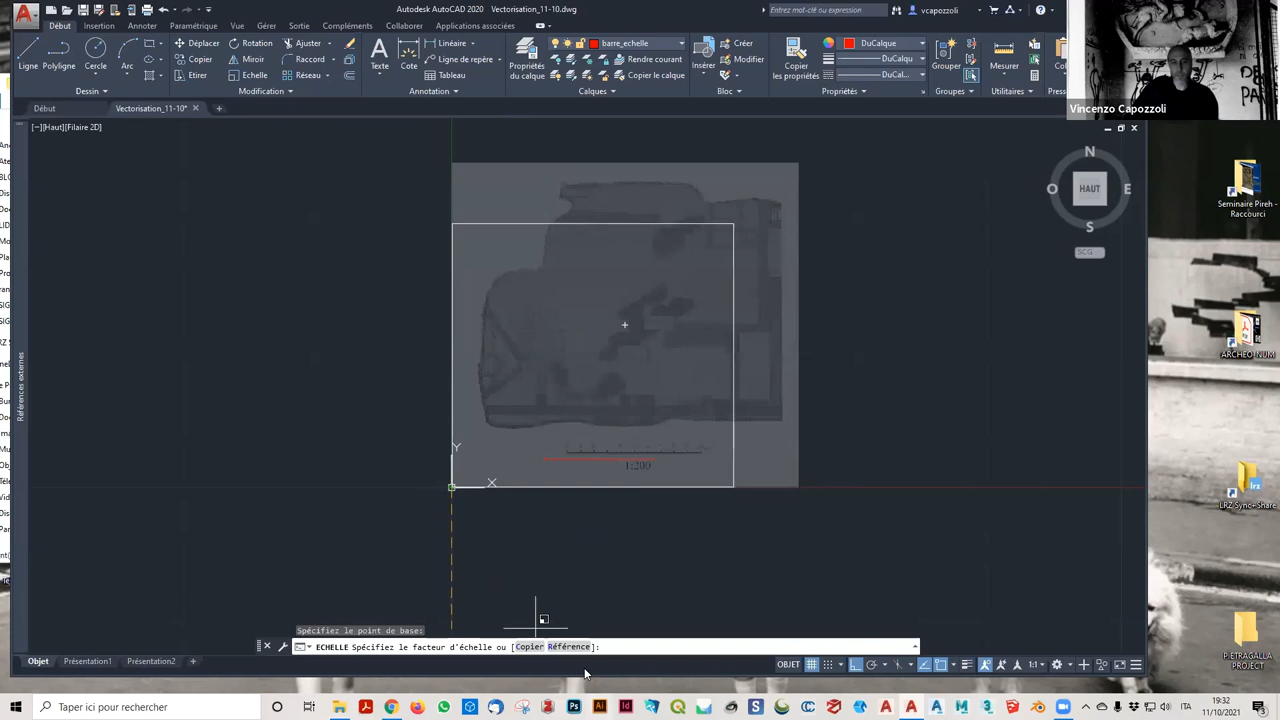 Autodesk AutoCAD 2020 Vectorisation_11-10.dwg
Entrez mot-clé ou expression
vcapozzoli
Début Insertion Annoter Paramétrique Vue Gérer Sortie Compléments Collaborer Applications associées
Ligne Polyligne Cercle Arc
Déplacer Rotation Ajuster
Copier Miroir
Etirer Echelle Réseau
Texte Cote
Linéaire
Ligne de repère
Tableau
Propriétés du calque
barre_echelle
Rendre courant
Copier le calque
Insérer
Créer
Modifier
Copier les propriétés
DuCalque
DuCalque
DuCal...
Grouper
Mesurer
Dessin Modification Annotation Calques Bloc Propriétés Groupes Utilitaires
Vincenzo Capozzoli
Début Vectorisation_11-10*
[−][Haut][Filaire 2D]
N
O HAUT E
S
SCG
Seminaire Pireh - Raccourci
ARCHEO-NUM
LRZ Sync+Share
P.ETRAGALLA PROJECT
Références externes
Y
X
1:200
Spécifiez le point de base:
ECHELLE Spécifiez le facteur d'échelle ou [Copier Référence]:
Objet Présentation1 Présentation2
OBJET
1:1
Taper ici pour rechercher
19:32
11/10/2021